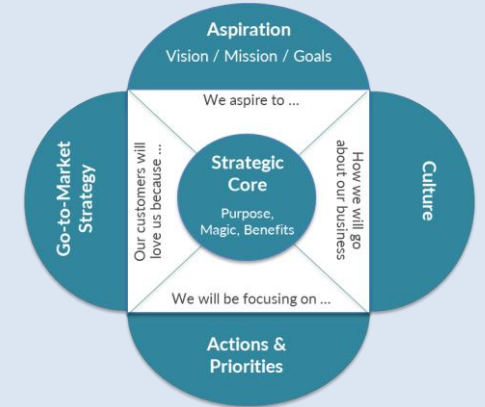 Aspiration
Vision / Mission / Goals
We aspire to ...
Go-to-Market
Strategy
Our customers will
love us because ...
Strategic
Core
Purpose,
Magic, Benefits
How we will go
about our business
Culture
We will be focusing on ...
Actions &
Priorities